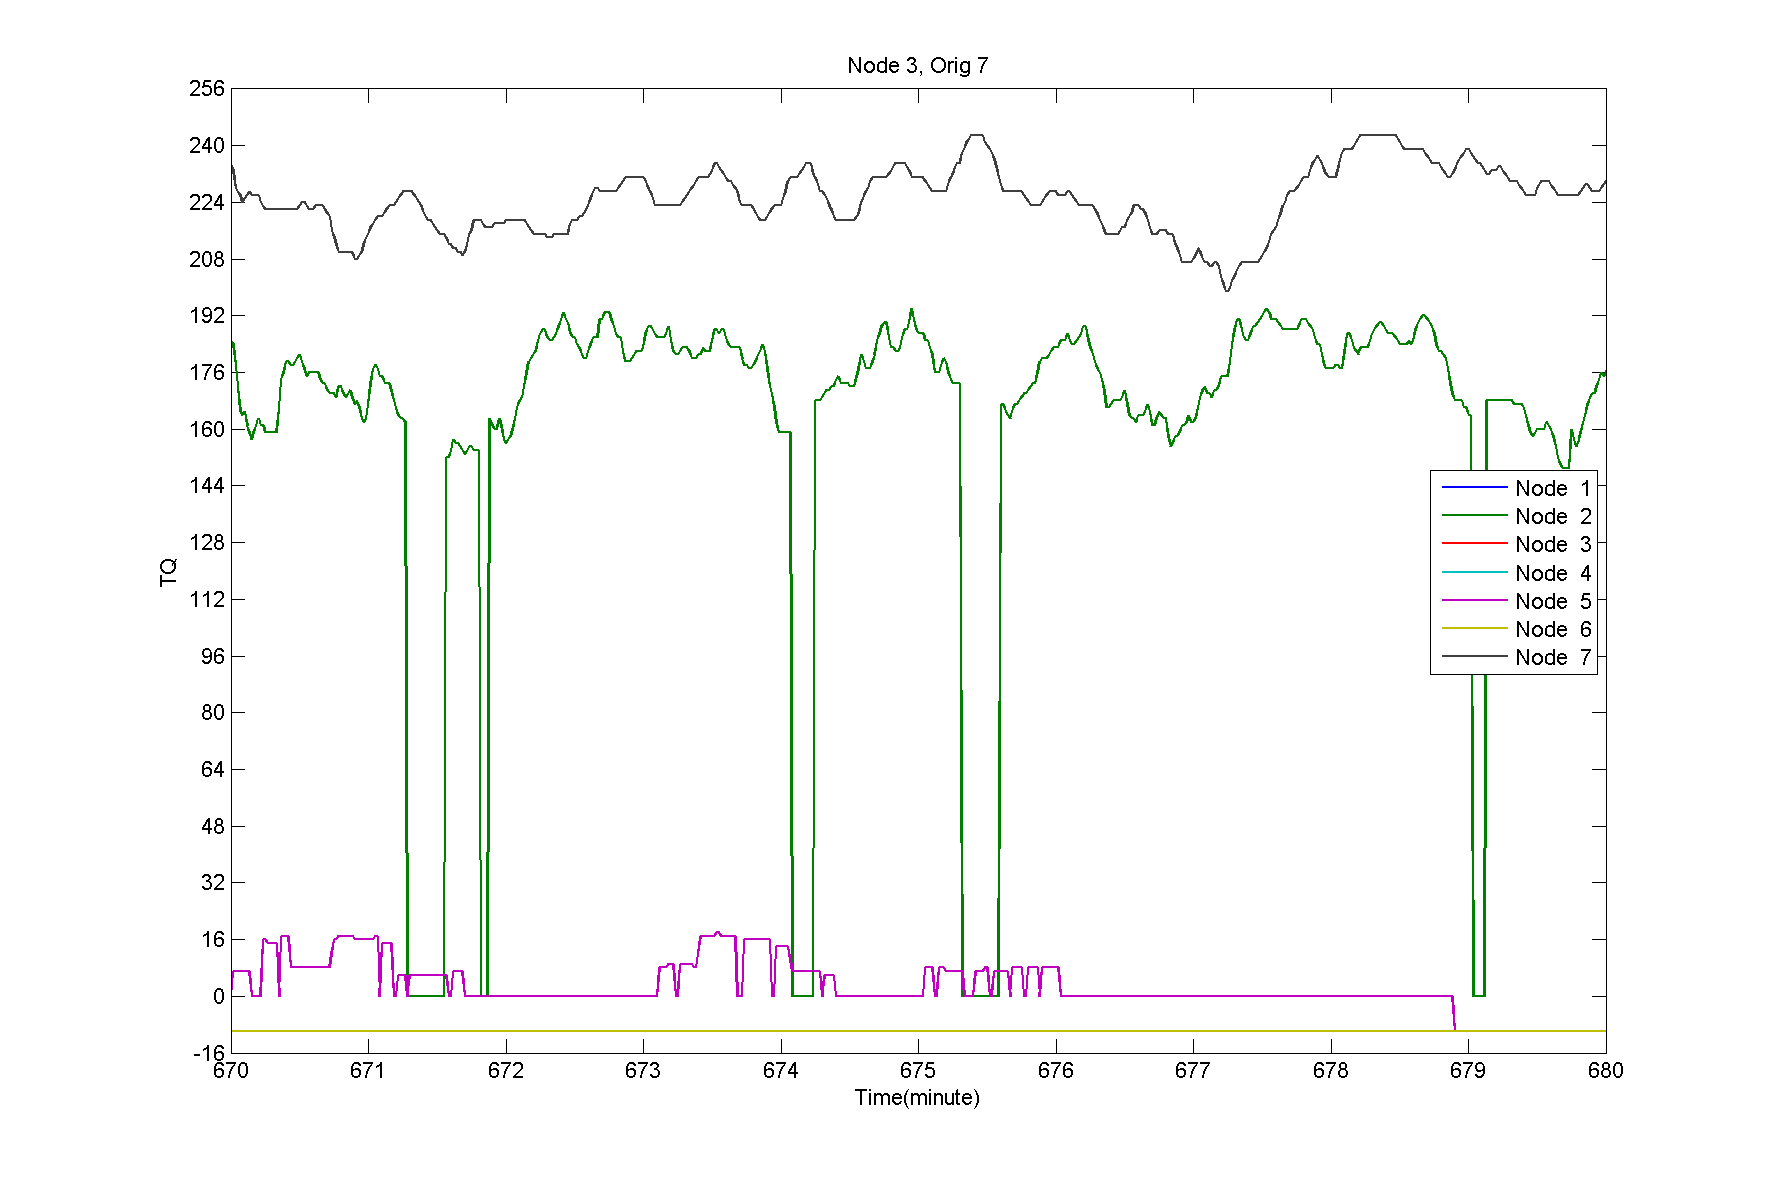 Node 3, Orig 7
256
240
224
208
192
176
160
144
128
112
96
80
64
48
32
16
0
-16
TQ
Node 1
Node 2
Node 3
Node 4
Node 5
Node 6
Node 7
670 671 672 673 674 675 676 677 678 679 680
Time(minute)